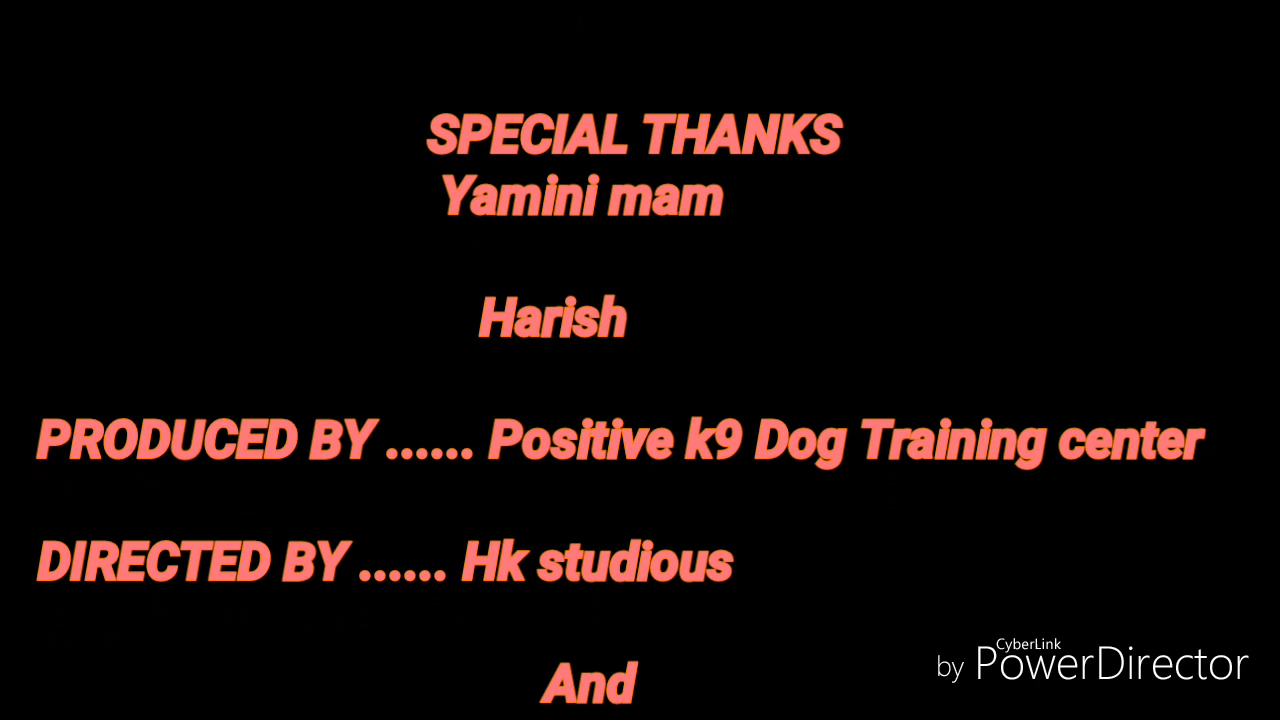 SPECIAL THANKS
Yamini mam
Harish
PRODUCED BY ...... Positive k9 Dog Training center
DIRECTED BY ...... Hk studious
And
by CyberLink PowerDirector